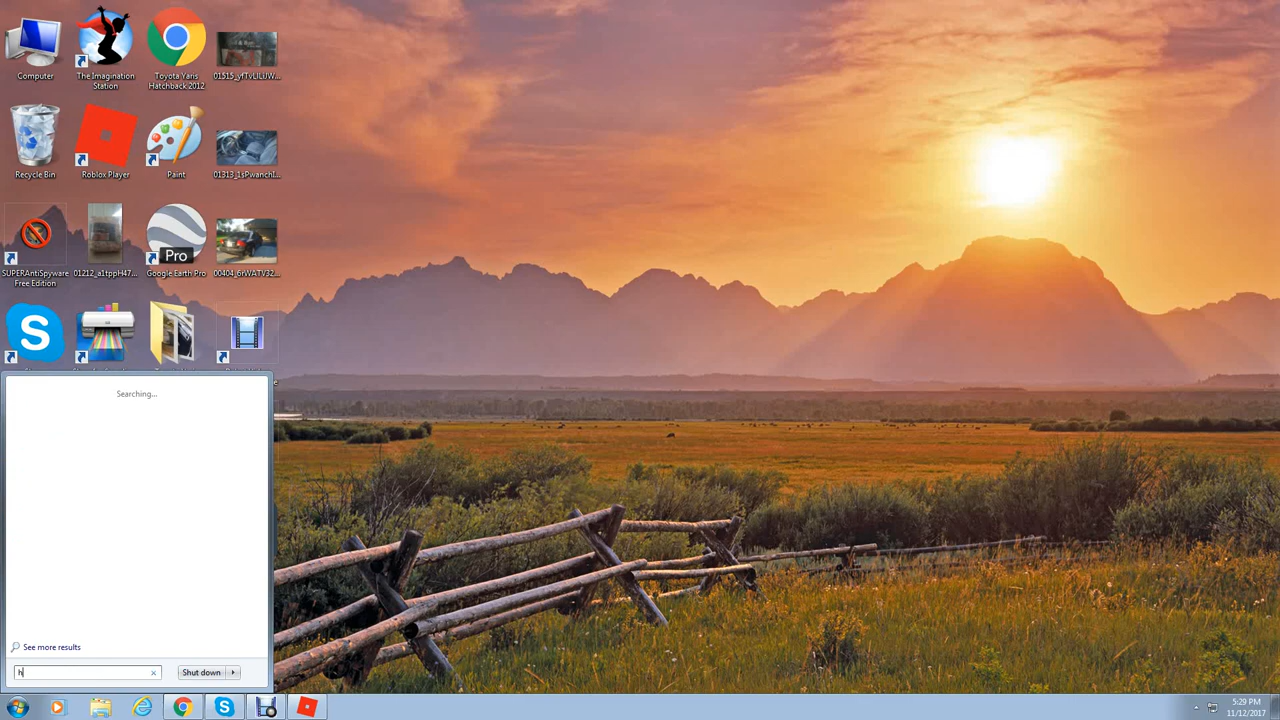 Computer
The Imagination
Station
Toyota Yaris
Hatchback 2012
Recycle Bin
Roblox Player
Paint
SUPERAntiSpyware
Free Edition
Pro
Google Earth Pro
Searching...
See more results
h
Shut down
5:29 PM
11/12/2017